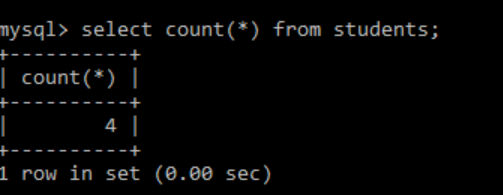 mysql> select count(*) from students;
+----------+
| count(*) |
+----------+
|        4 |
+----------+
1 row in set (0.00 sec)